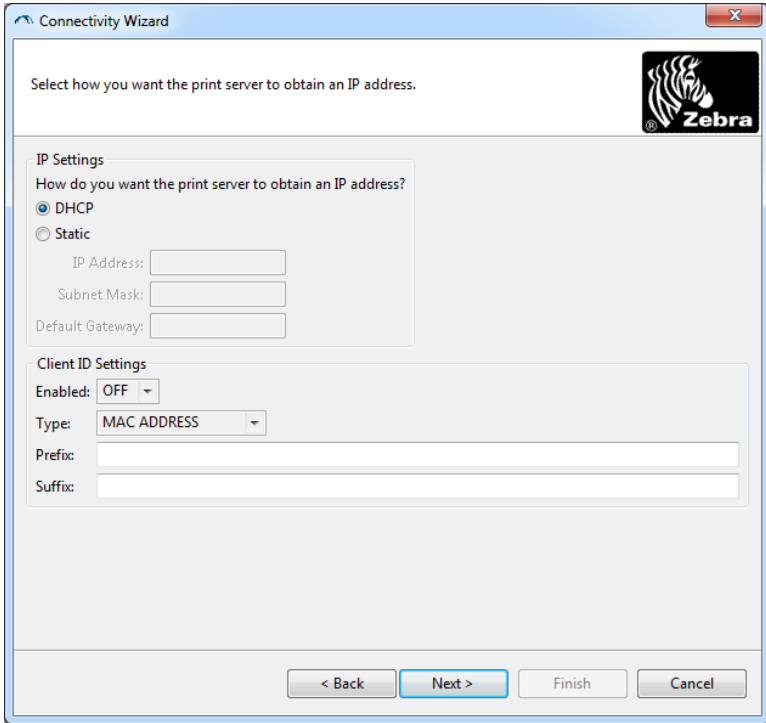 Connectivity Wizard
Select how you want the print server to obtain an IP address.
® Zebra
IP Settings
How do you want the print server to obtain an IP address?
DHCP
Static
IP Address:
Subnet Mask:
Default Gateway:
Client ID Settings
Enabled: OFF
Type: MAC ADDRESS
Prefix:
Suffix:
< Back Next > Finish Cancel